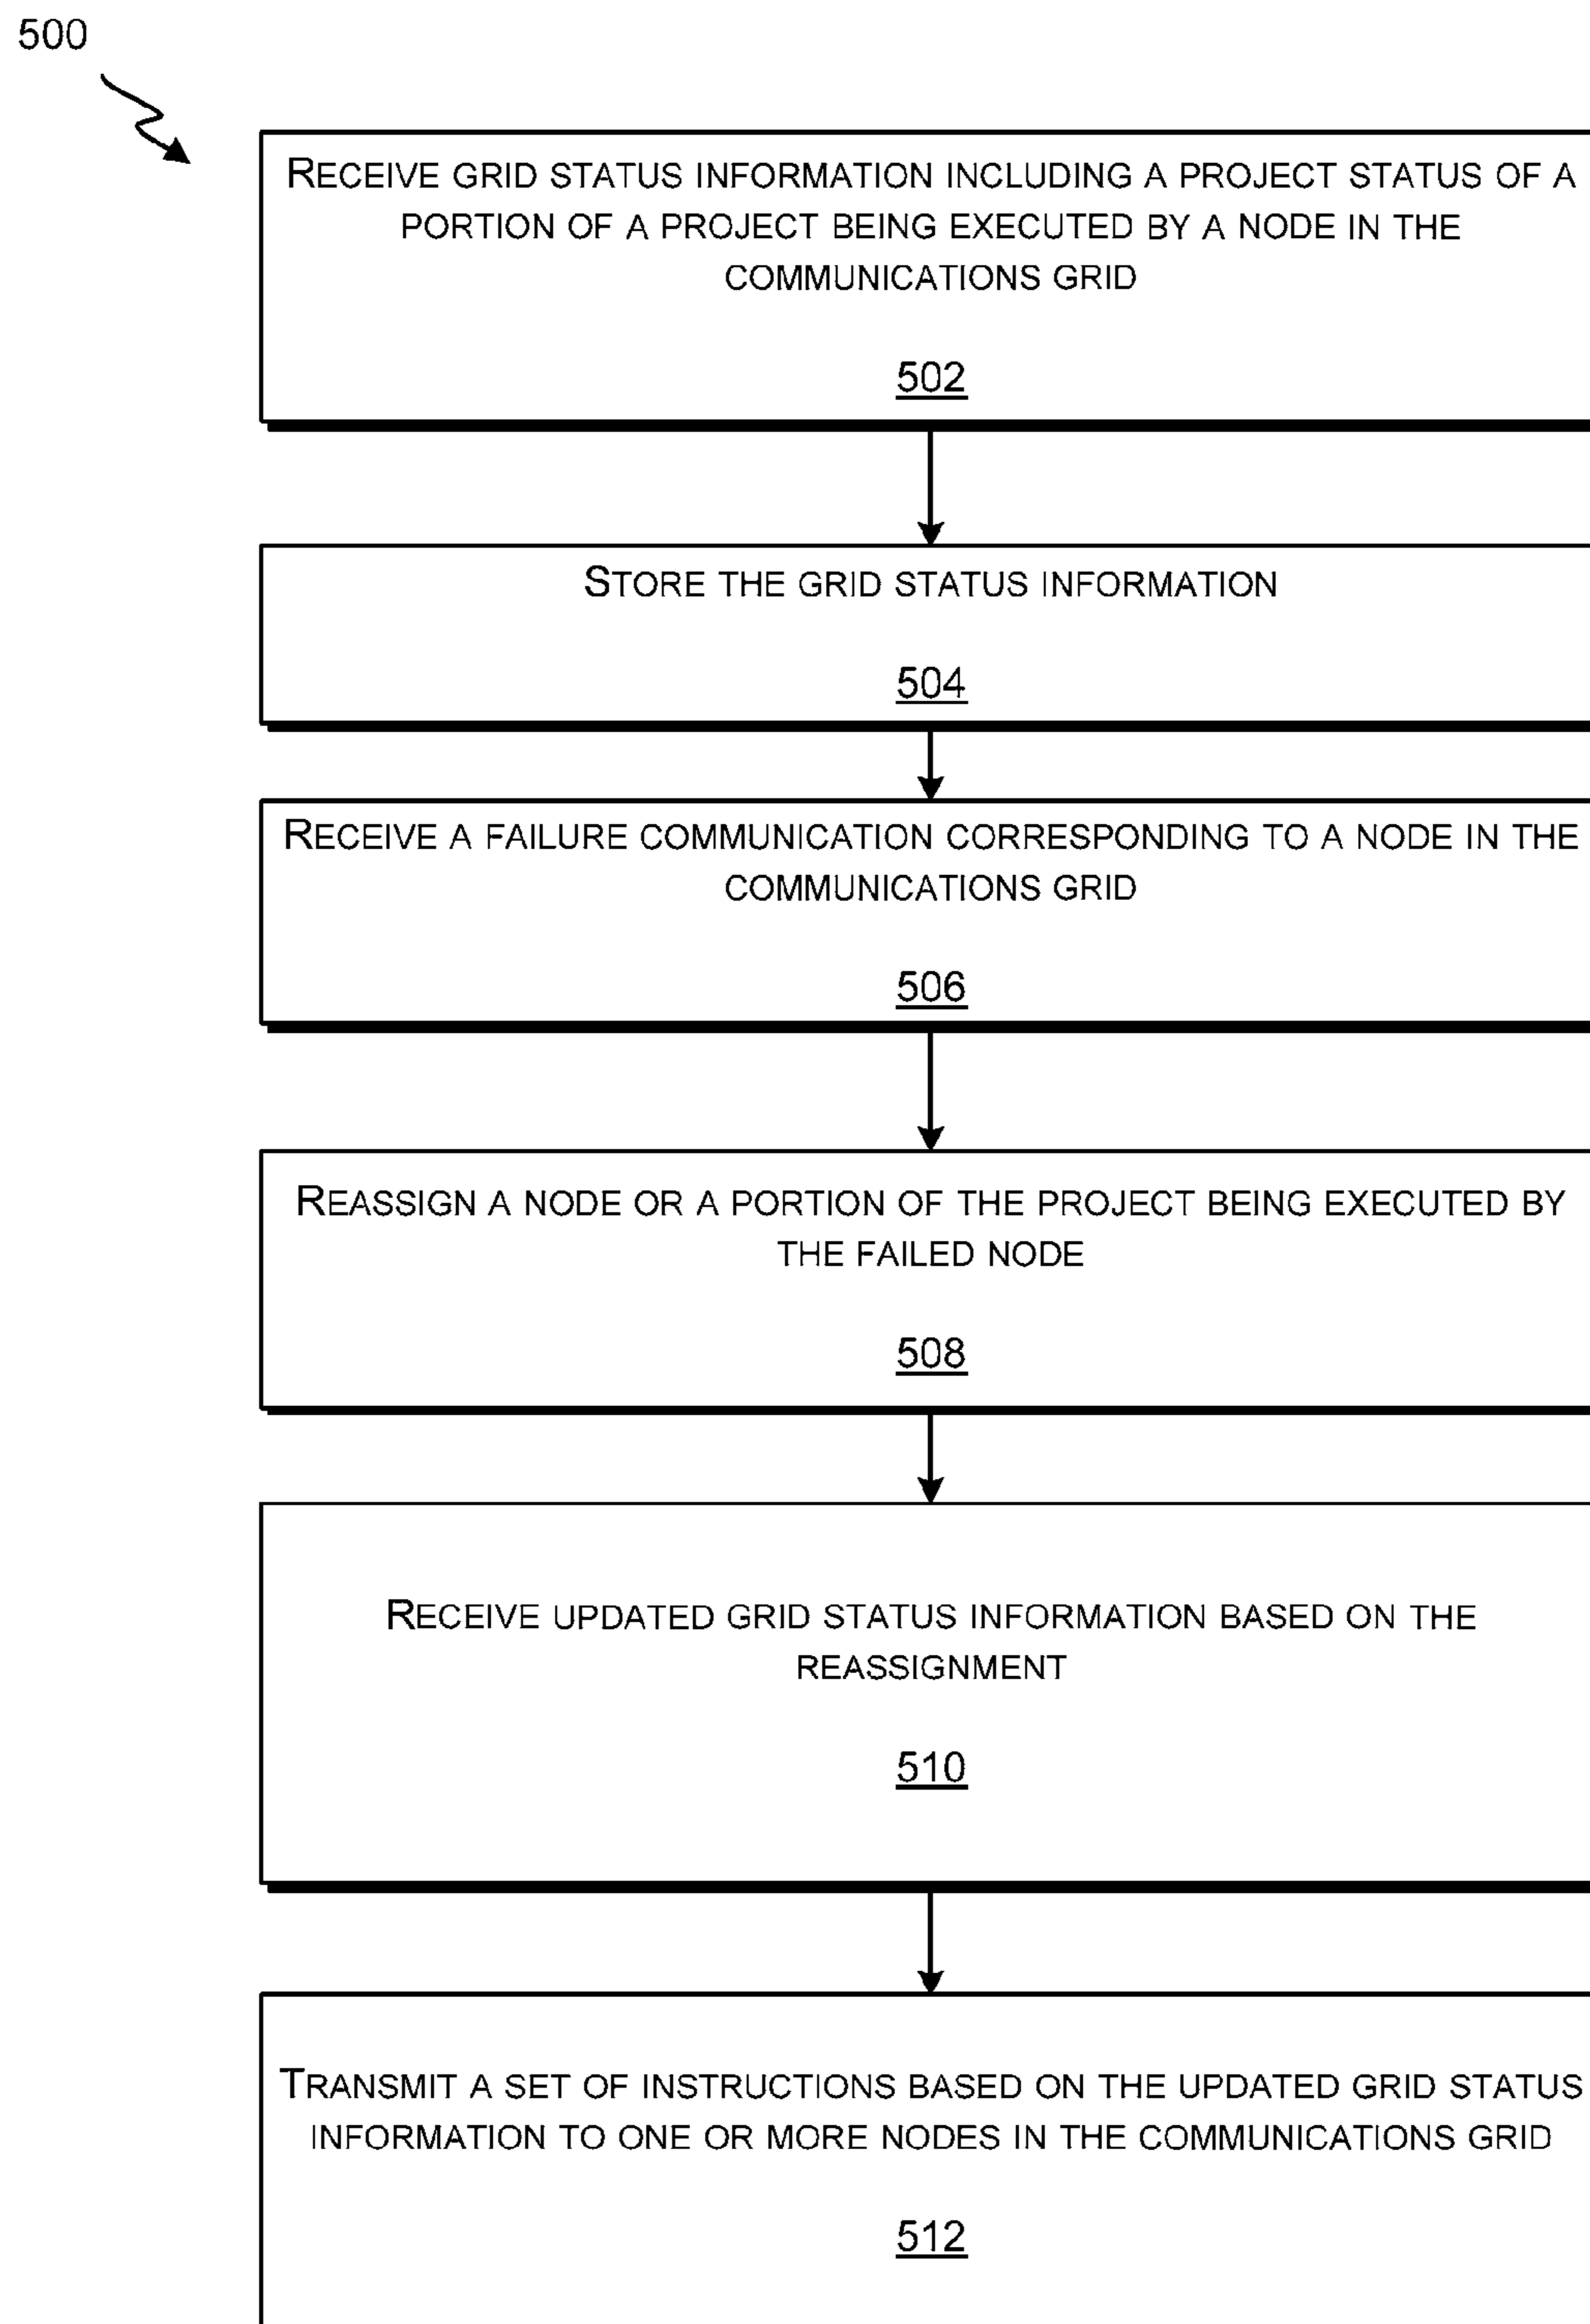 500
RECEIVE GRID STATUS INFORMATION INCLUDING A PROJECT STATUS OF A
PORTION OF A PROJECT BEING EXECUTED BY A NODE IN THE
COMMUNICATIONS GRID
502
STORE THE GRID STATUS INFORMATION
504
RECEIVE A FAILURE COMMUNICATION CORRESPONDING TO A NODE IN THE
COMMUNICATIONS GRID
506
REASSIGN A NODE OR A PORTION OF THE PROJECT BEING EXECUTED BY
THE FAILED NODE
508
RECEIVE UPDATED GRID STATUS INFORMATION BASED ON THE
REASSIGNMENT
510
TRANSMIT A SET OF INSTRUCTIONS BASED ON THE UPDATED GRID STATUS
INFORMATION TO ONE OR MORE NODES IN THE COMMUNICATIONS GRID
512